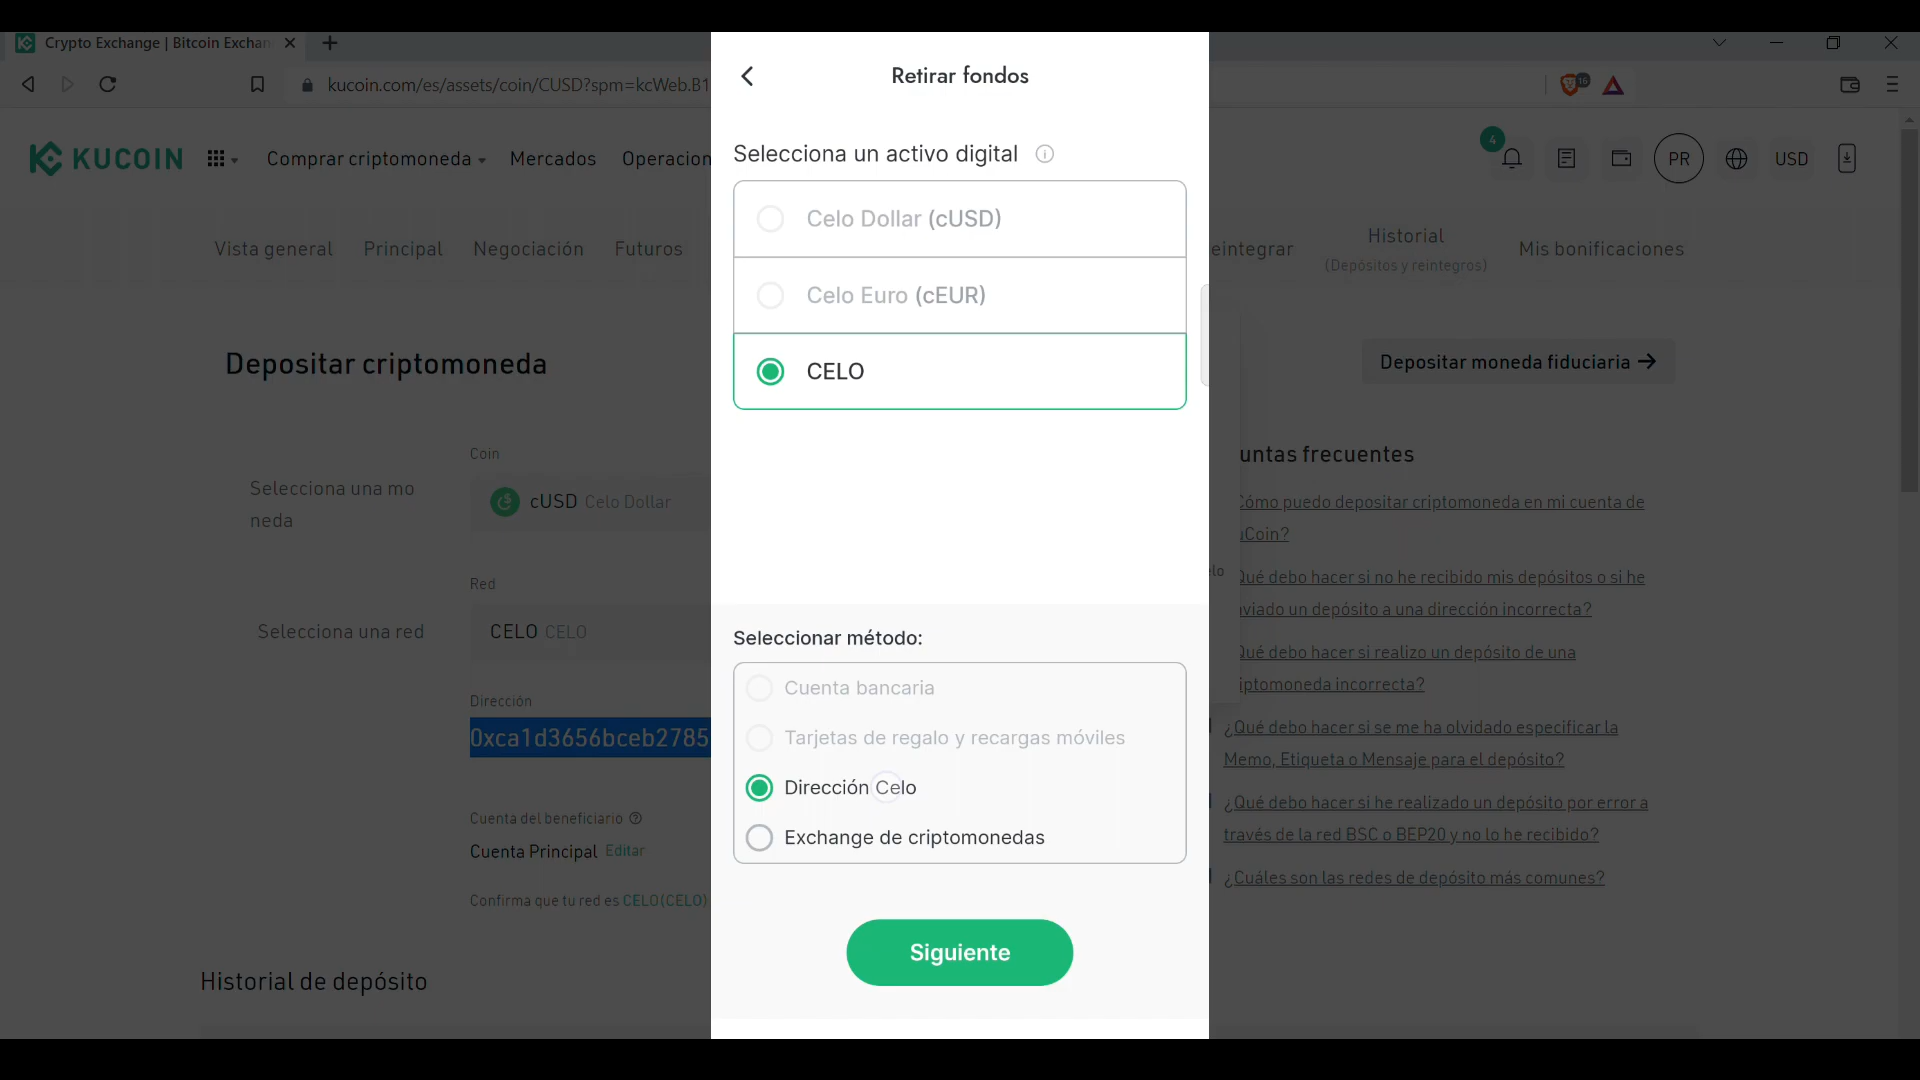 Crypto Exchange | Bitcoin Exchan
kucoin.com/es/assets/coin/CUSD?spm=kcWeb.B1
KUCOIN
Comprar criptomoneda
Mercados
Operacion
4
PR
USD
Vista general
Principal
Negociación
Futuros
eintegrar
Historial
(Depósitos y reintegros)
Mis bonificaciones
Depositar criptomoneda
Depositar moneda fiduciaria →
Coin
Selecciona una mo
neda
cUSD Celo Dollar
Red
Selecciona una red
CELO CELO
Dirección
0xca1d3656bceb2785
Cuenta del beneficiario
Cuenta Principal Editar
Confirma que tu red es CELO(CELO)
Historial de depósito
Retirar fondos
Selecciona un activo digital
Celo Dollar (cUSD)
Celo Euro (cEUR)
CELO
Seleccionar método:
Cuenta bancaria
Tarjetas de regalo y recargas móviles
Dirección Celo
Exchange de criptomonedas
Siguiente
elo
untas frecuentes
Cómo puedo depositar criptomoneda en mi cuenta de
uCoin?
Qué debo hacer si no he recibido mis depósitos o si he
nviado un depósito a una dirección incorrecta?
Qué debo hacer si realizo un depósito de una
riptomoneda incorrecta?
¿Qué debo hacer si se me ha olvidado especificar la
Memo, Etiqueta o Mensaje para el depósito?
¿Qué debo hacer si he realizado un depósito por error a
través de la red BSC o BEP20 y no lo he recibido?
¿Cuáles son las redes de depósito más comunes?